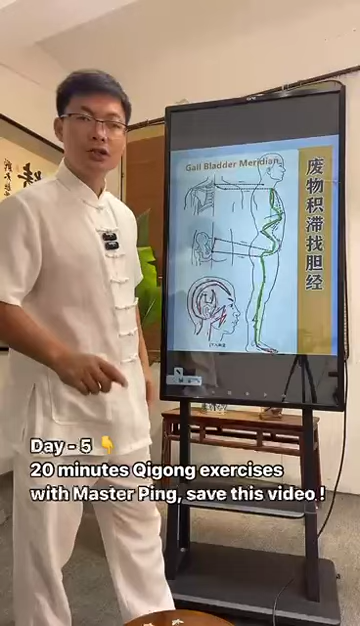 Gall Bladder Meridian
废物积滞找胆经
Day - 5 👇
20 minutes Qigong exercises
with Master Ping, save this video !